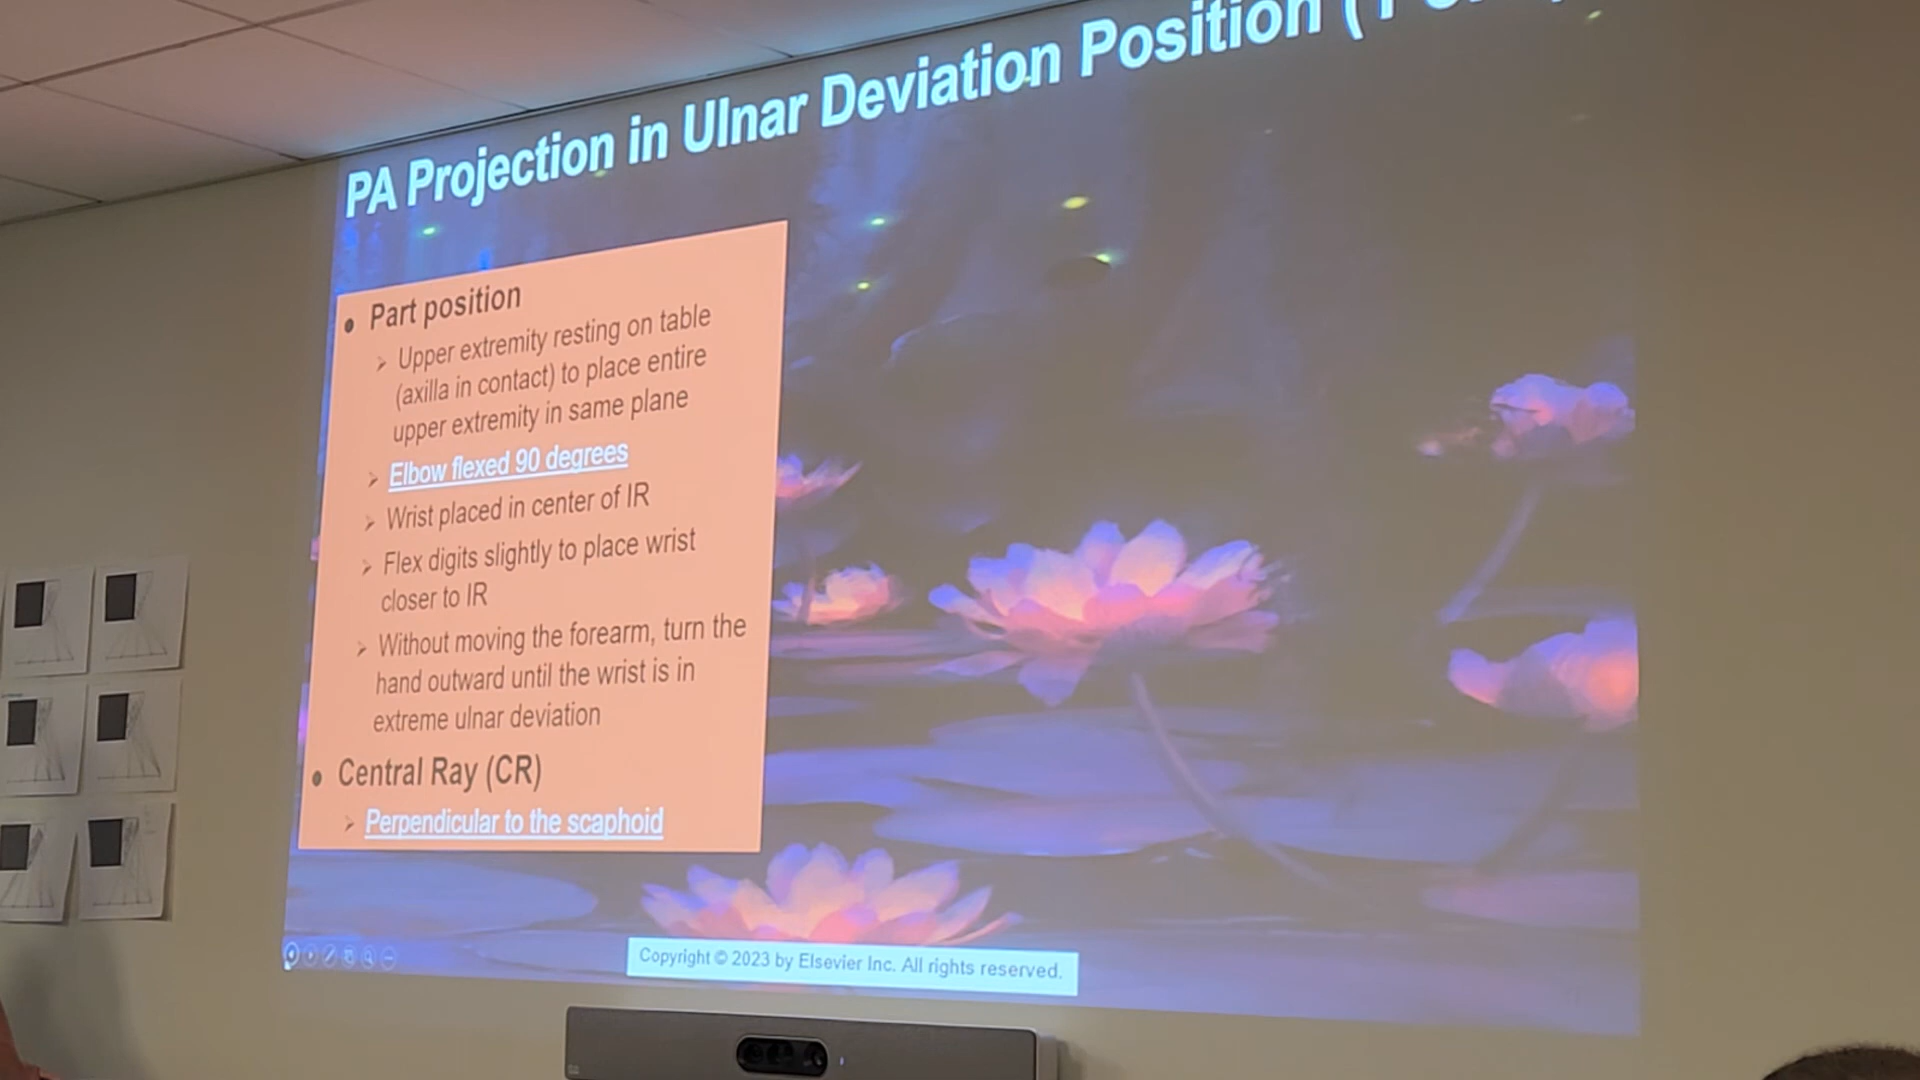 PA Projection in Ulnar Deviation Position (
• Part position
➢ Upper extremity resting on table
(axilla in contact) to place entire
upper extremity in same plane
➢ Elbow flexed 90 degrees
➢ Wrist placed in center of IR
➢ Flex digits slightly to place wrist
closer to IR
➢ Without moving the forearm, turn the
hand outward until the wrist is in
extreme ulnar deviation
• Central Ray (CR)
➢ Perpendicular to the scaphoid
Copyright © 2023 by Elsevier Inc. All rights reserved.